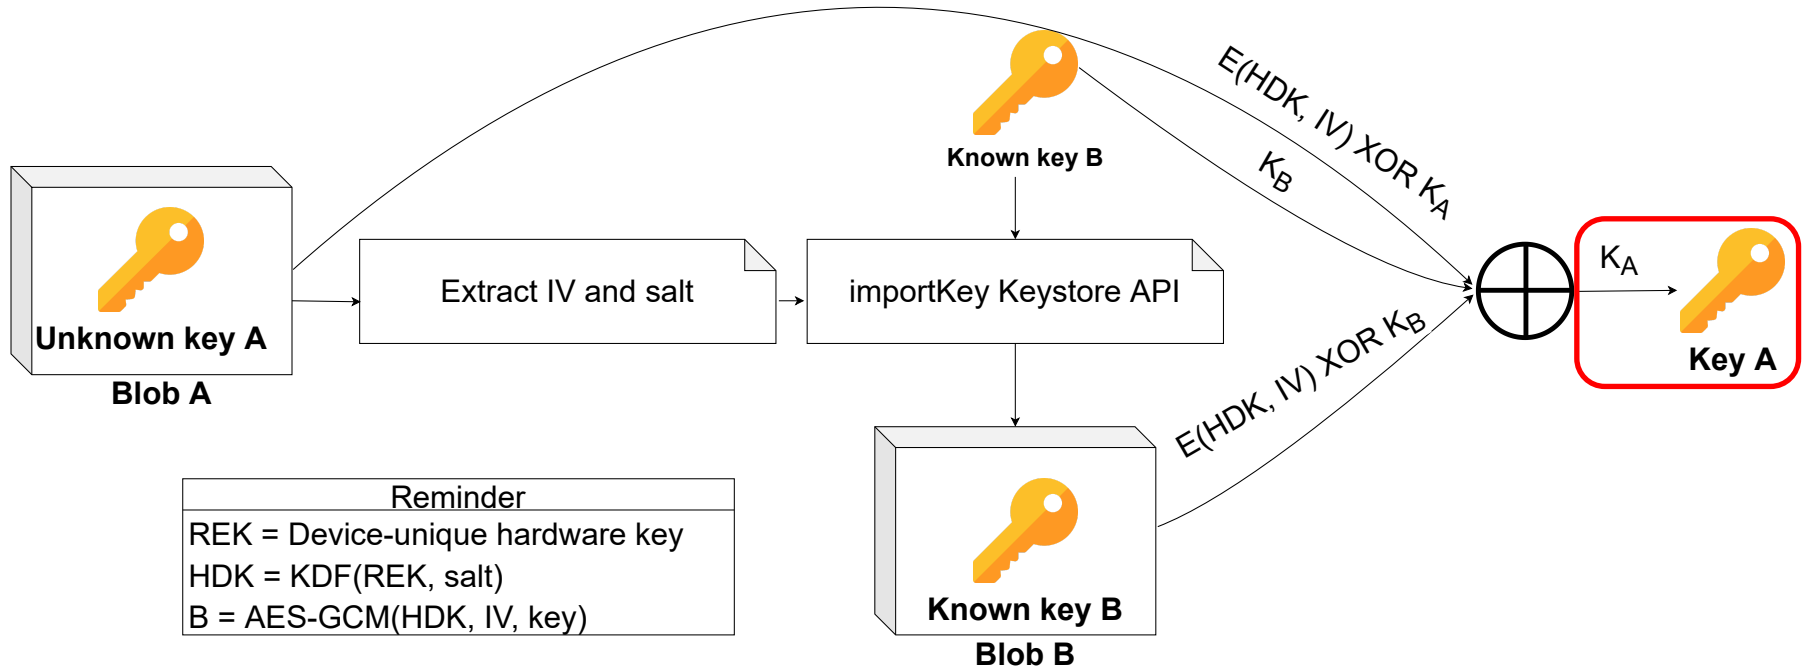 E(HDK, IV) XOR KA
Known key B
KB
Unknown key A
Blob A
Extract IV and salt
importKey Keystore API
KA
Key A
E(HDK, IV) XOR KB
Reminder
REK = Device-unique hardware key
HDK = KDF(REK, salt)
B = AES-GCM(HDK, IV, key)
Known key B
Blob B